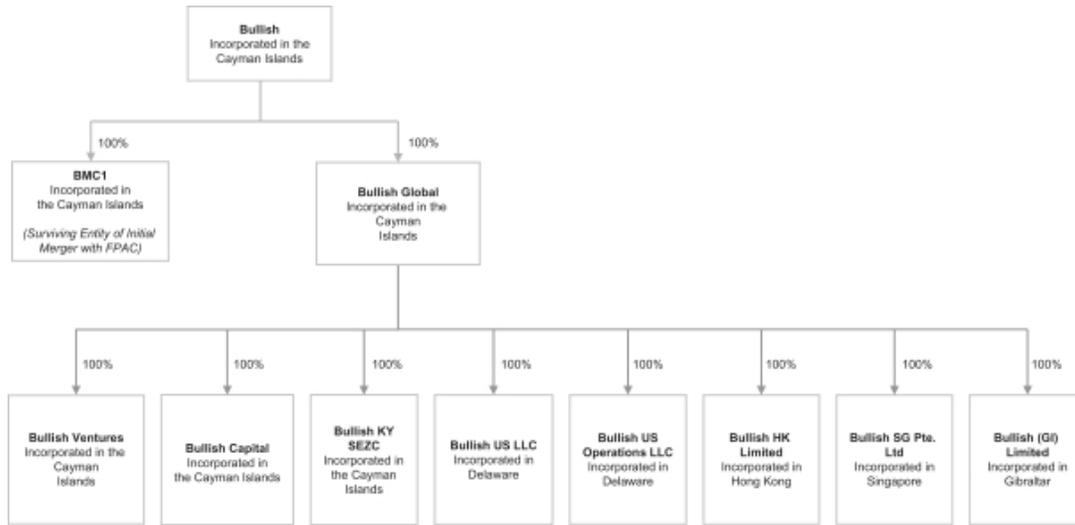 Bullish
Incorporated in the
Cayman Islands
100%
100%
BMC1
Incorporated in
the Cayman Islands
(Surviving Entity of Initial
Merger with FPAC)
Bullish Global
Incorporated in the
Cayman
Islands
100%
100%
100%
100%
100%
100%
100%
100%
Bullish Ventures
Incorporated in the
Cayman
Islands
Bullish Capital
Incorporated in
the Cayman Islands
Bullish KY
SEZC
Incorporated in
the Cayman
Islands
Bullish US LLC
Incorporated in
Delaware
Bullish US
Operations LLC
Incorporated in
Delaware
Bullish HK
Limited
Incorporated in
Hong Kong
Bullish SG Pte.
Ltd
Incorporated in
Singapore
Bullish (GI)
Limited
Incorporated in
Gibraltar